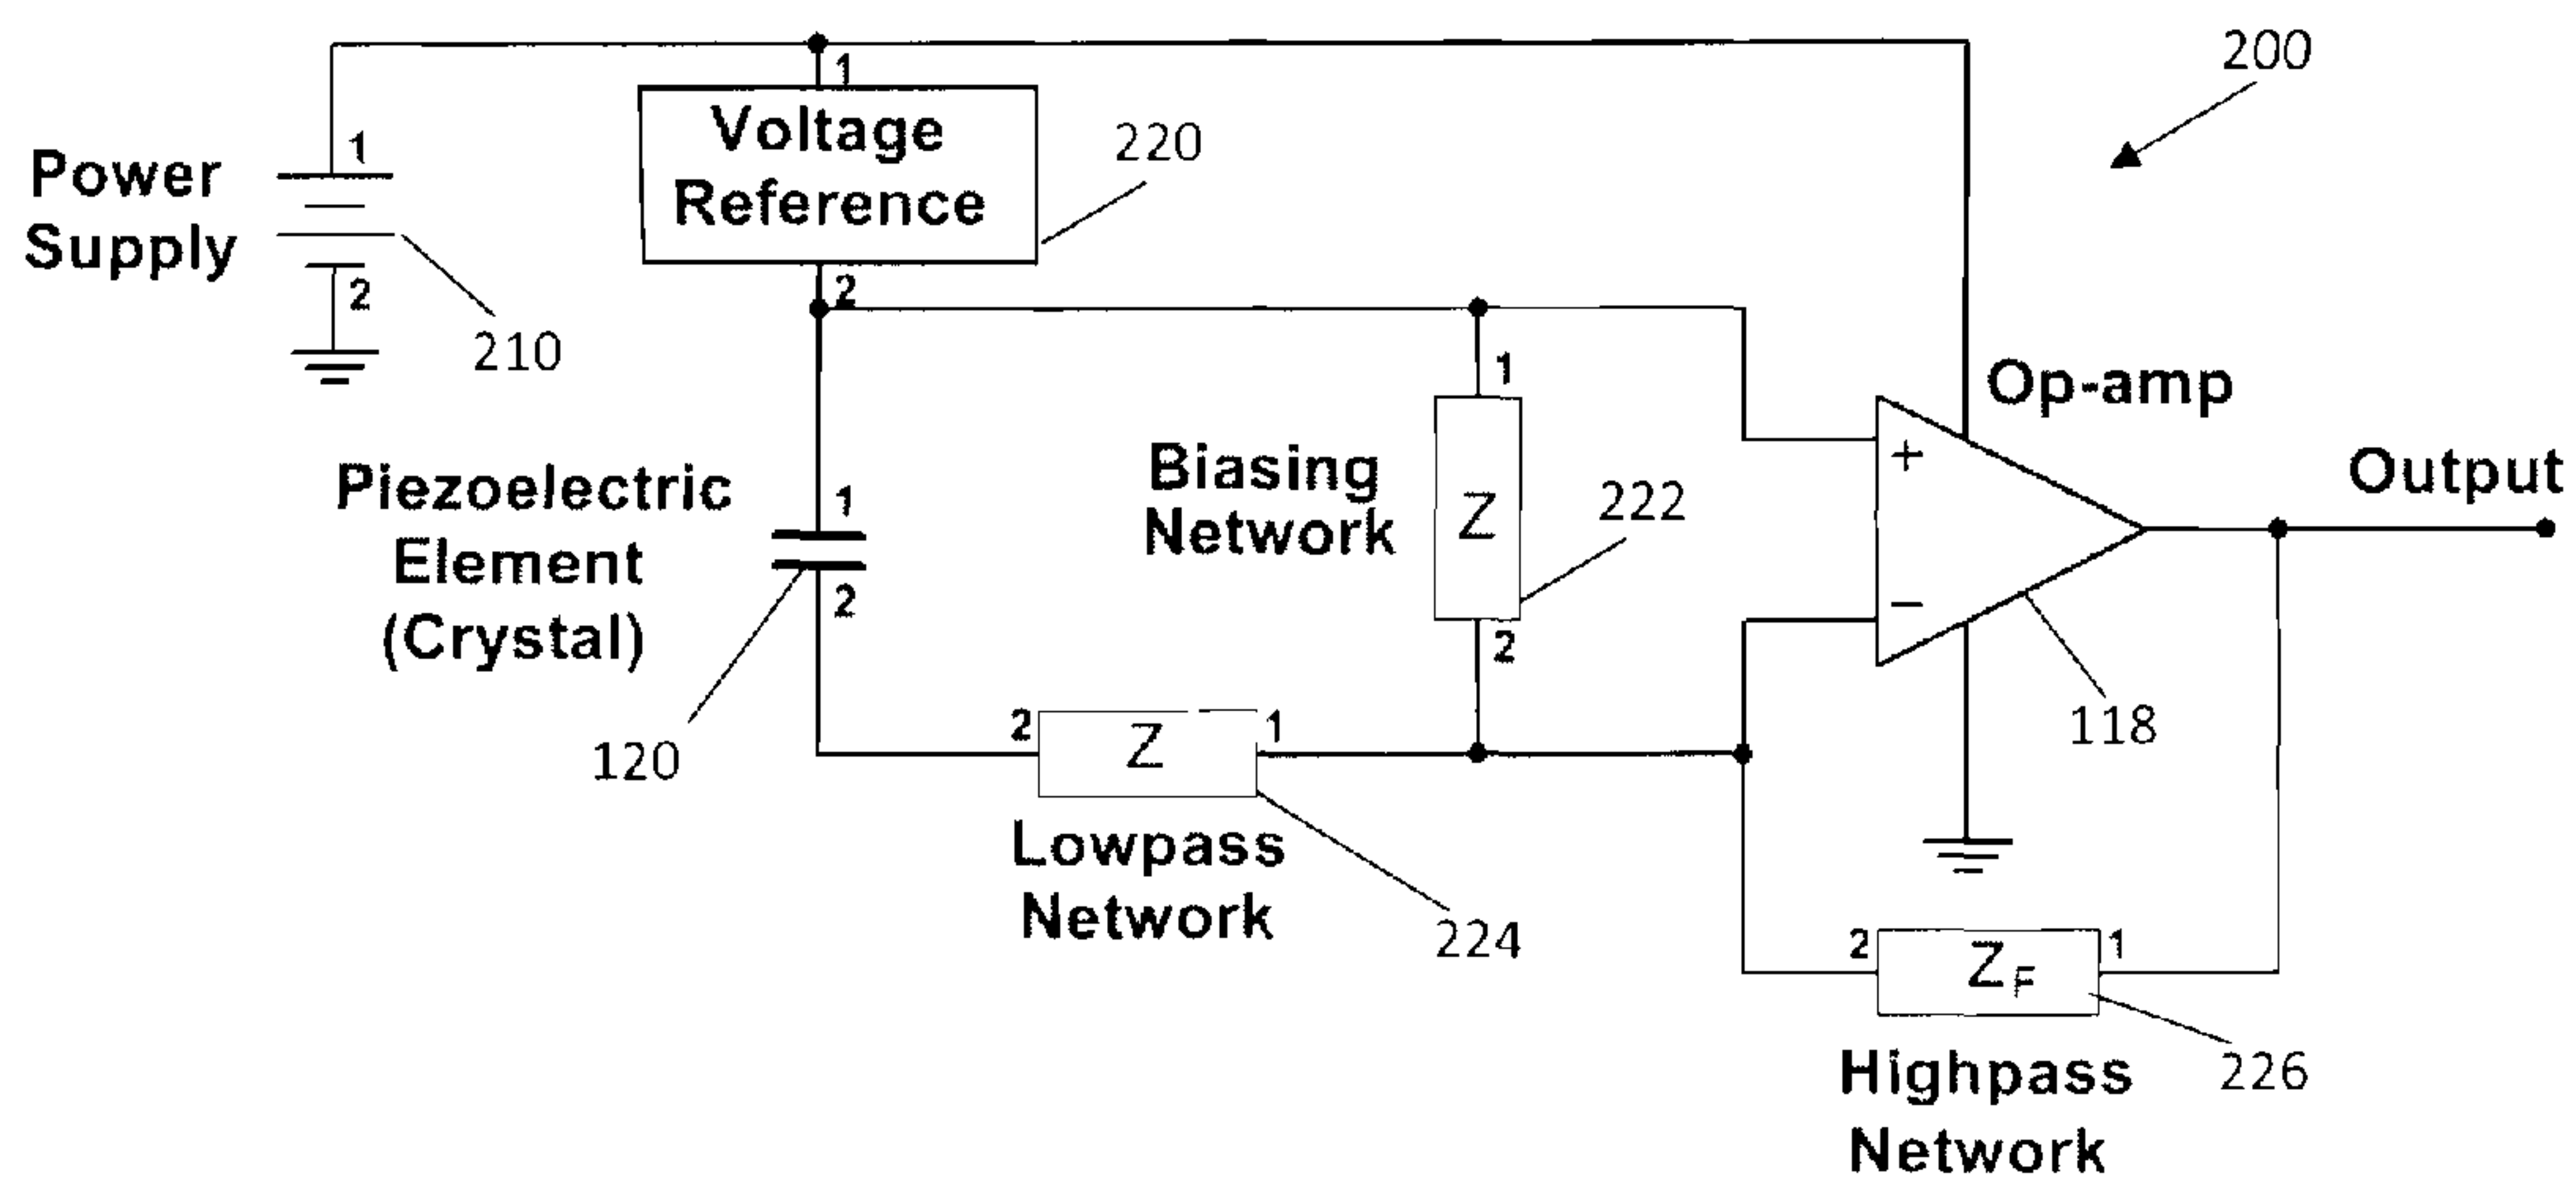 200
1
Voltage
Reference
220
1
Power
Supply
2
210
2
1
Op-amp
Piezoelectric
Element
(Crystal)
1
2
120
Biasing
Network
Z
222
2
+
−
Output
118
2
Z
1
Lowpass
Network
224
2
Z F
1
226
Highpass
Network